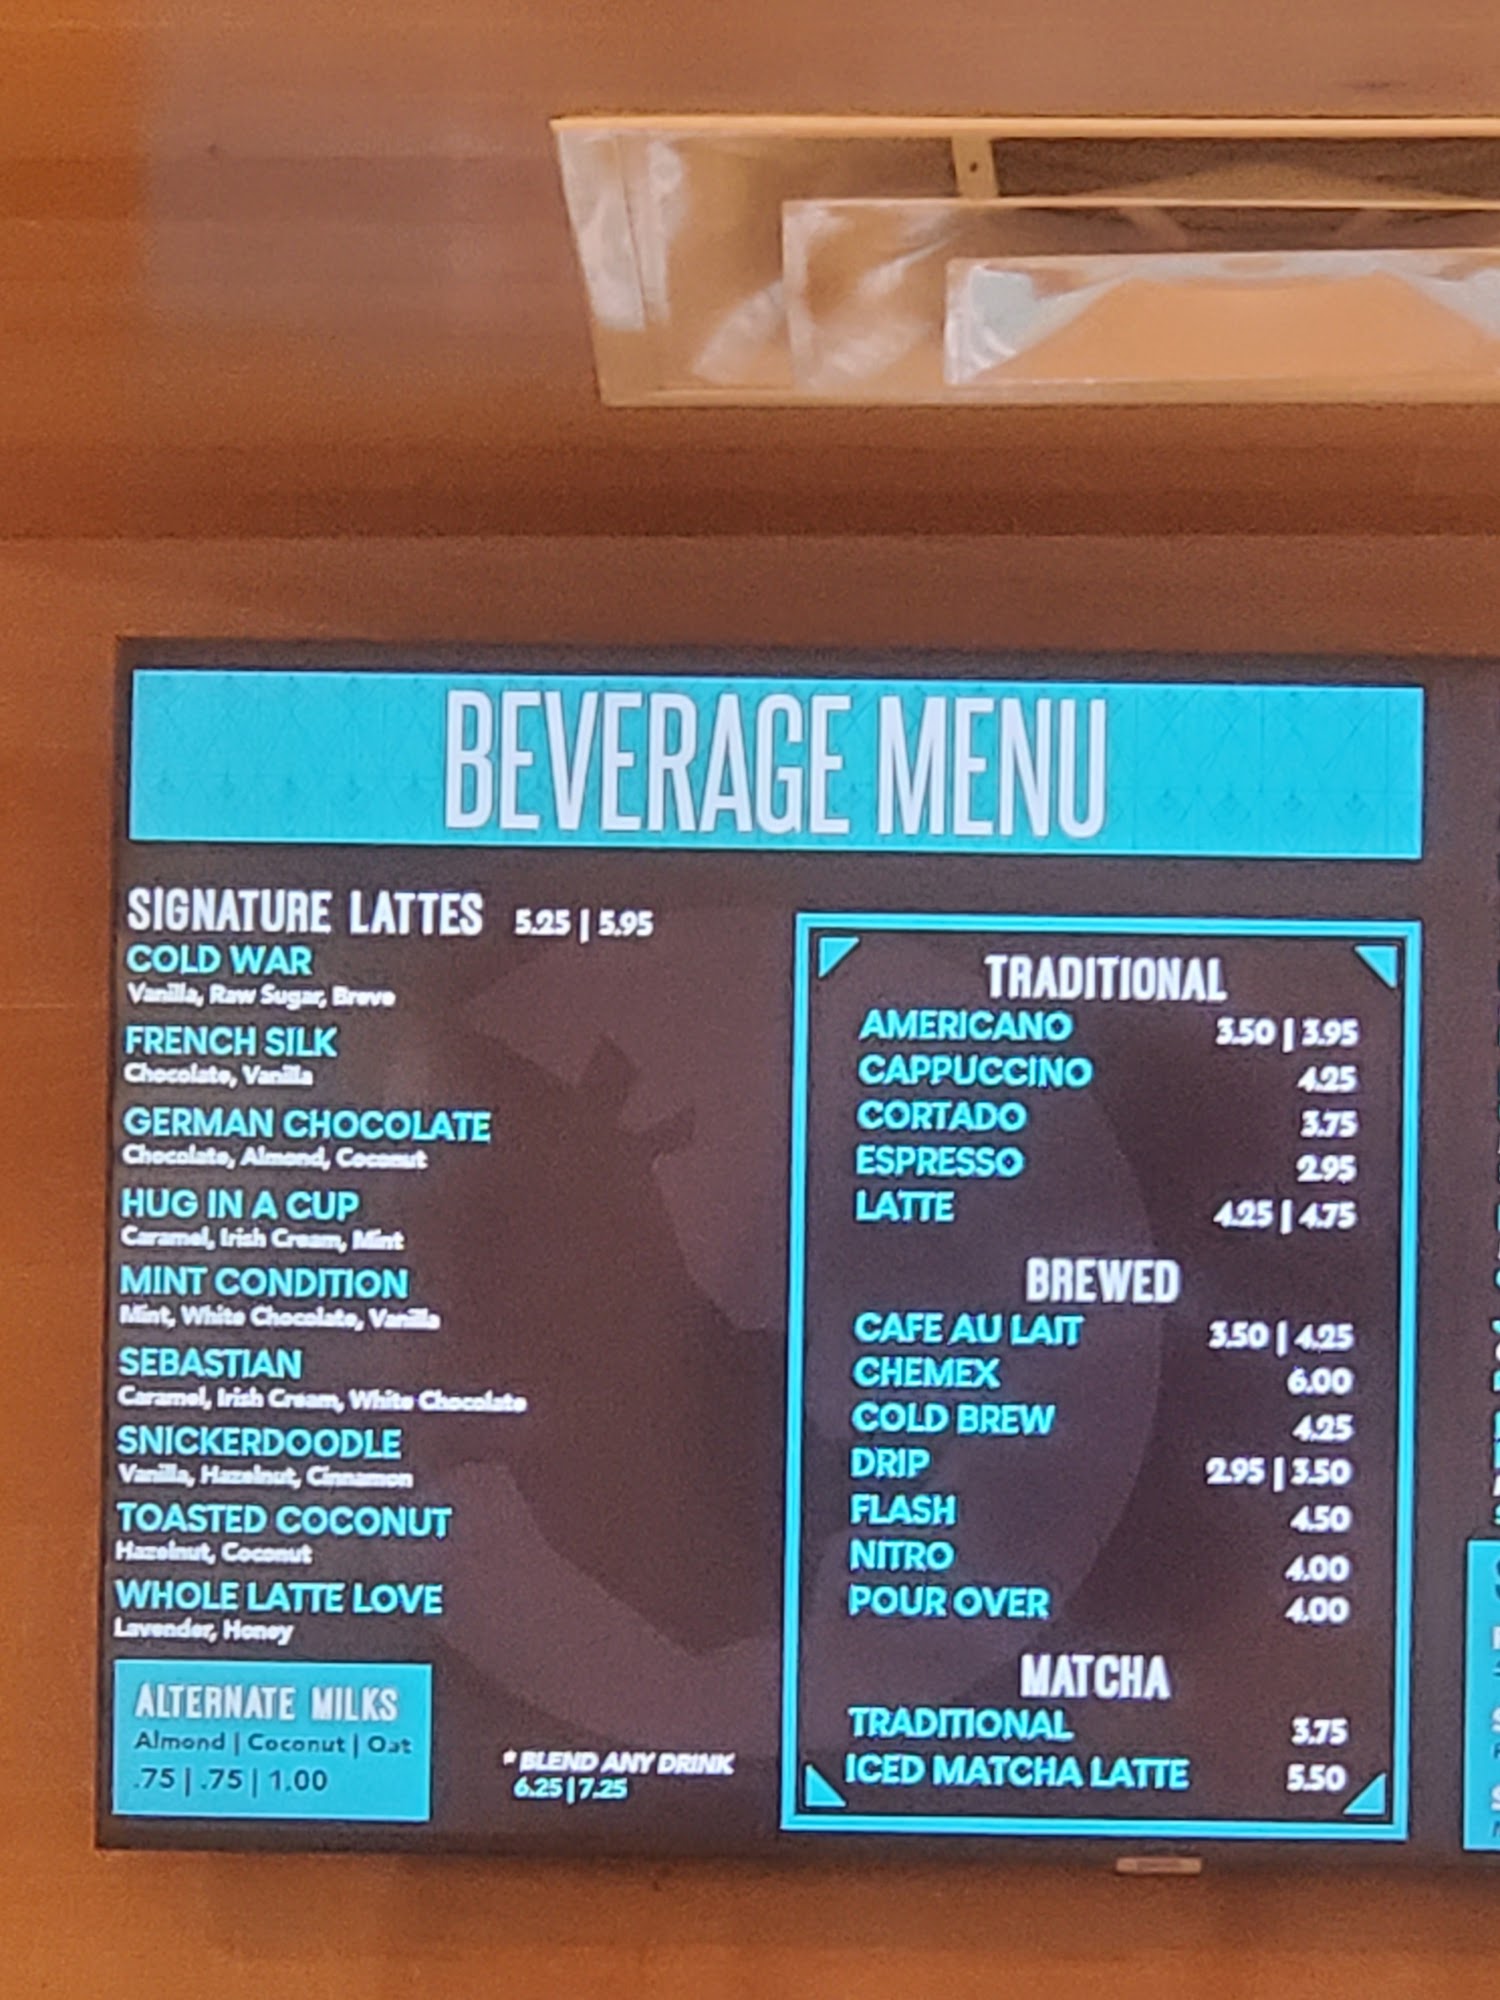 BEVERAGE MENU
SIGNATURE LATTES 5.25 | 5.95
COLD WAR
Vanilla, Raw Sugar, Breve
FRENCH SILK
Chocolate, Vanilla
GERMAN CHOCOLATE
Chocolate, Almond, Coconut
HUG IN A CUP
Caramel, Irish Cream, Mint
MINT CONDITION
Mint, White Chocolate, Vanilla
SEBASTIAN
Caramel, Irish Cream, White Chocolate
SNICKERDOODLE
Vanilla, Hazelnut, Cinnamon
TOASTED COCONUT
Hazelnut, Coconut
WHOLE LATTE LOVE
Lavender, Honey
ALTERNATE MILKS
Almond | Coconut | Oat
.75 | .75 | 1.00
* BLEND ANY DRINK
6.25 | 7.25
TRADITIONAL
AMERICANO 3.50 | 3.95
CAPPUCCINO 4.25
CORTADO 3.75
ESPRESSO 2.95
LATTE 4.25 | 4.75
BREWED
CAFE AU LAIT 3.50 | 4.25
CHEMEX 6.00
COLD BREW 4.25
DRIP 2.95 | 3.50
FLASH 4.50
NITRO 4.00
POUR OVER 4.00
MATCHA
TRADITIONAL 3.75
ICED MATCHA LATTE 5.50